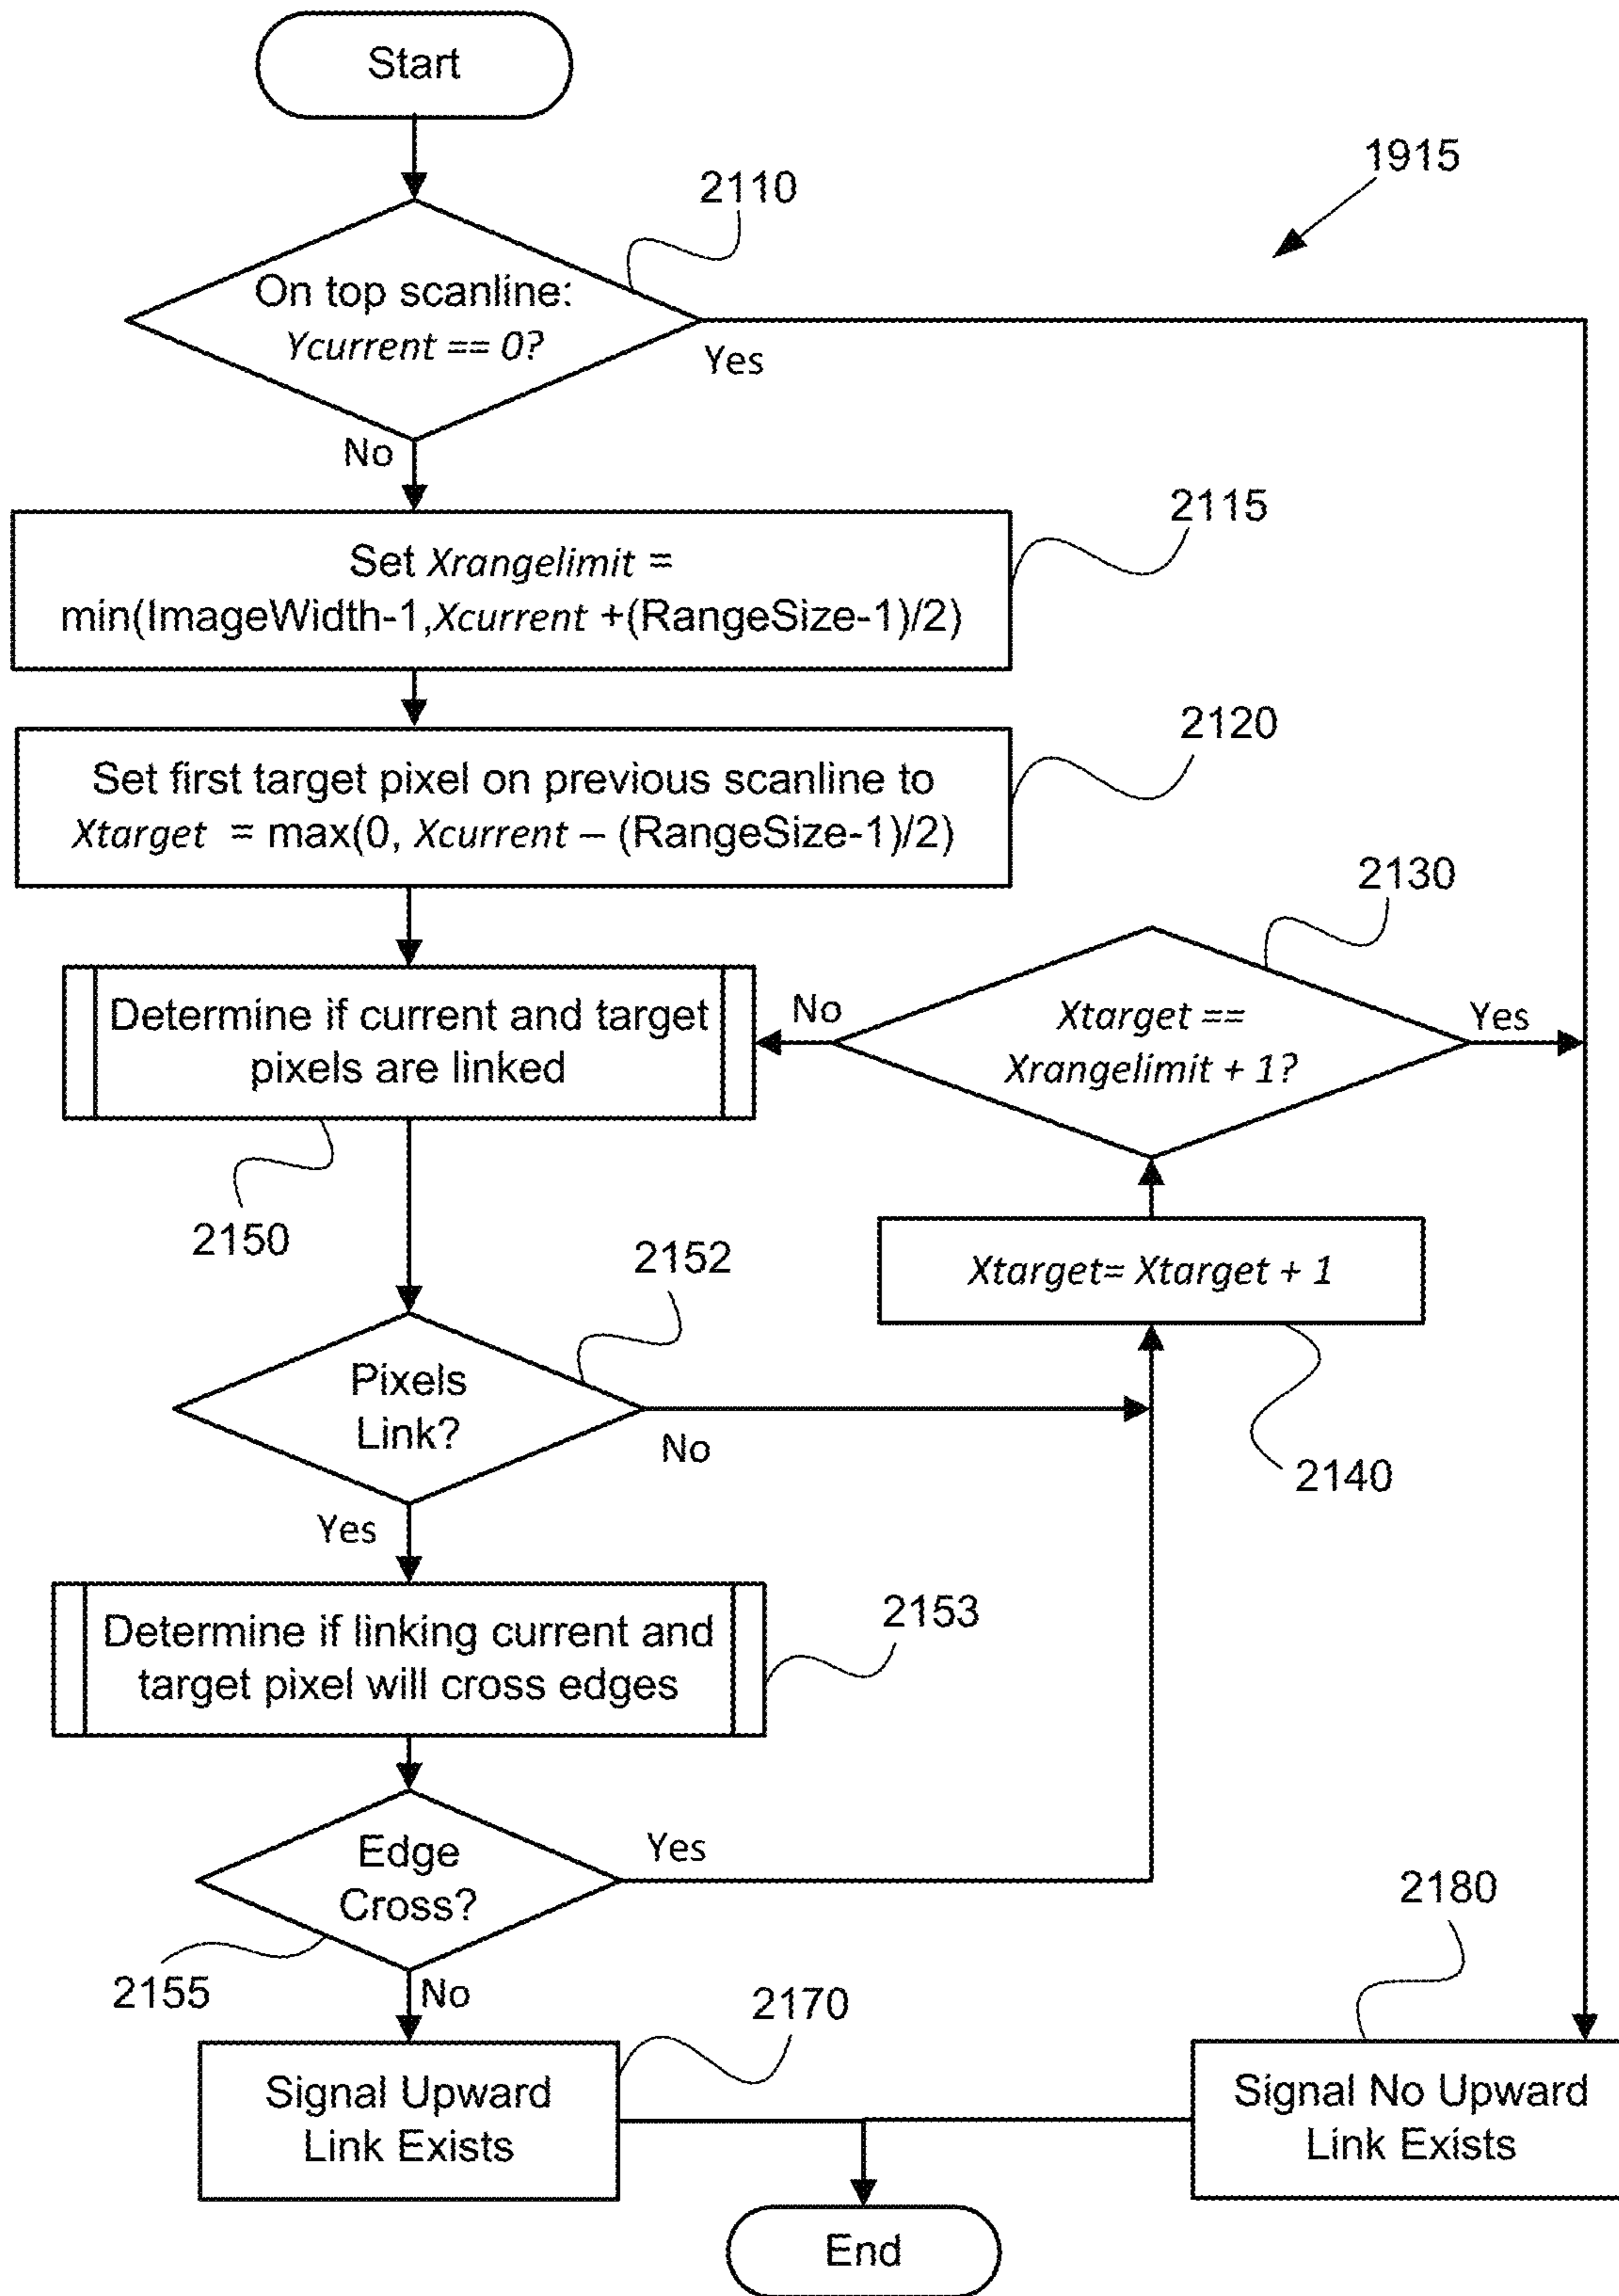 Start
1915
2110
On top scanline:
Ycurrent == 0?
Yes
No
2115
Set Xrangelimit =
min(ImageWidth-1,Xcurrent +(RangeSize-1)/2)
2120
Set first target pixel on previous scanline to
Xtarget = max(0, Xcurrent – (RangeSize-1)/2)
2130
Determine if current and target
pixels are linked
No
Xtarget ==
Xrangelimit + 1?
Yes
2150
2152
Xtarget= Xtarget + 1
Pixels
Link?
No
2140
Yes
2153
Determine if linking current and
target pixel will cross edges
Edge
Cross?
Yes
2155
No
2170
2180
Signal Upward
Link Exists
Signal No Upward
Link Exists
End